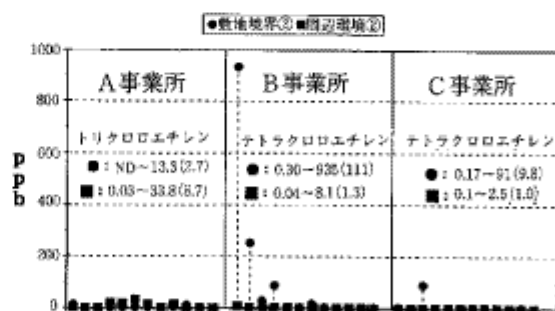 ●敷地境界② ■周辺環境②
1000
800
600
400
200
0
ppb
A事業所
トリクロロエチレン
●：ND～13.3(2.7)
■：0.03～33.8(6.7)
B事業所
テトラクロロエチレン
●：0.30～935(111)
■：0.04～8.1(1.3)
C事業所
テトラクロロエチレン
●：0.17～91(9.8)
■：0.1～2.5(1.0)